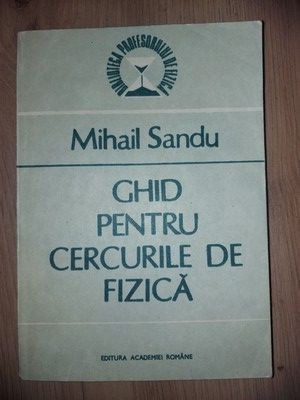 BIBLIOTECA PROFESORULUI DE FIZICĂ
Mihail Sandu
GHID
PENTRU
CERCURILE DE
FIZICĂ
EDITURA ACADEMIEI ROMÂNE